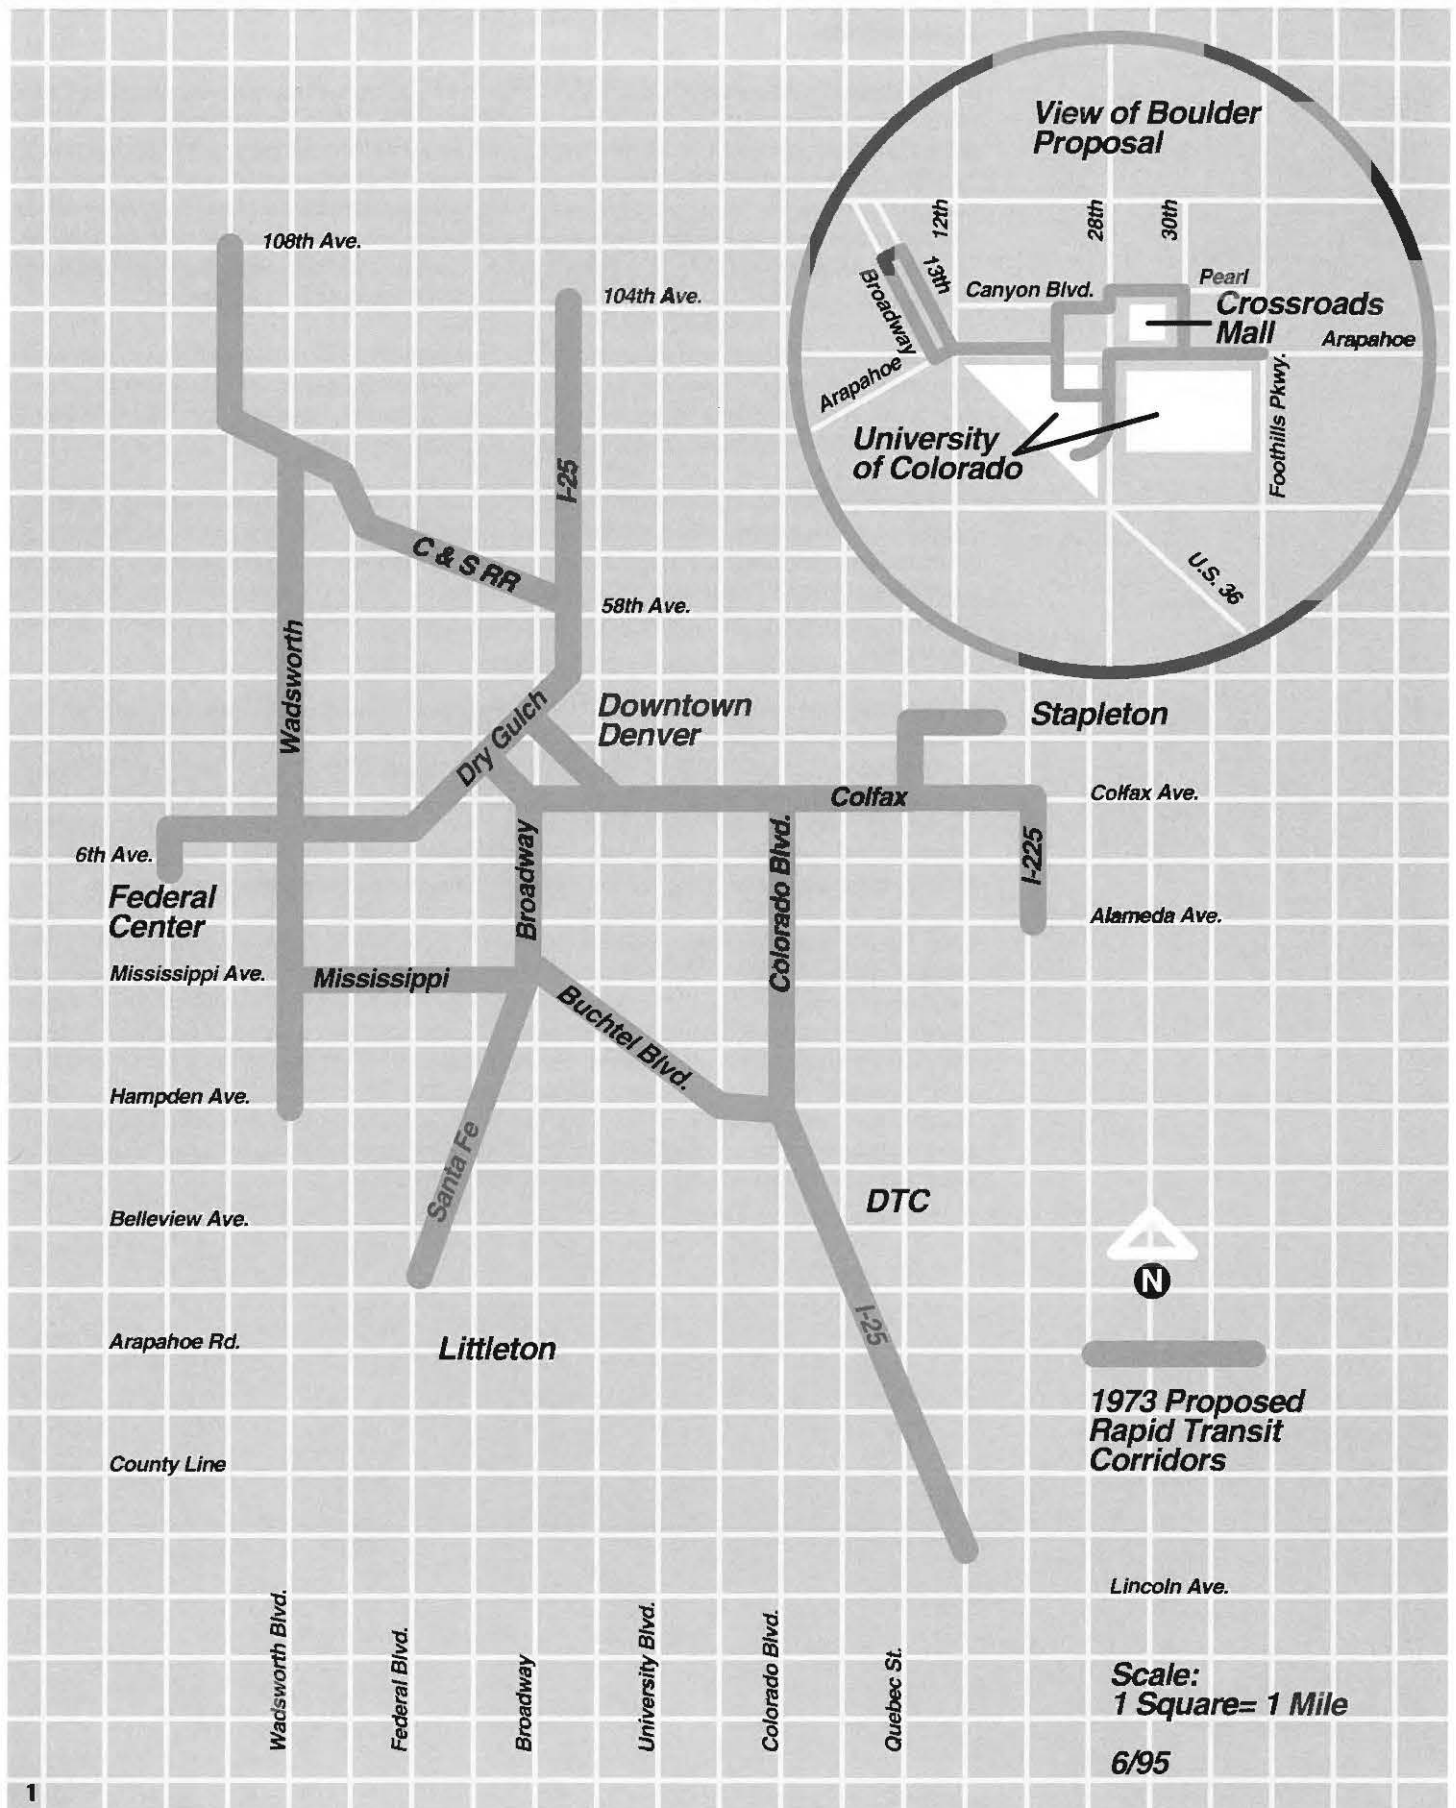 View of Boulder
Proposal
12th
28th
30th
13th
Broadway
Canyon Blvd.
Pearl
Crossroads
Mall
Arapahoe
Arapahoe
University
of Colorado
Foothills Pkwy.
U.S. 36
108th Ave.
104th Ave.
I-25
C & S RR
58th Ave.
Wadsworth
Dry Gulch
Downtown
Denver
Stapleton
Colfax
Colfax Ave.
6th Ave.
Federal
Center
Broadway
Colorado Blvd.
I-225
Alameda Ave.
Mississippi Ave.
Mississippi
Buchtel Blvd.
Hampden Ave.
Santa Fe
Belleview Ave.
DTC
N
I-25
Arapahoe Rd.
Littleton
1973 Proposed
Rapid Transit
Corridors
County Line
Lincoln Ave.
Wadsworth Blvd.
Federal Blvd.
Broadway
University Blvd.
Colorado Blvd.
Quebec St.
Scale:
1 Square= 1 Mile
6/95
1